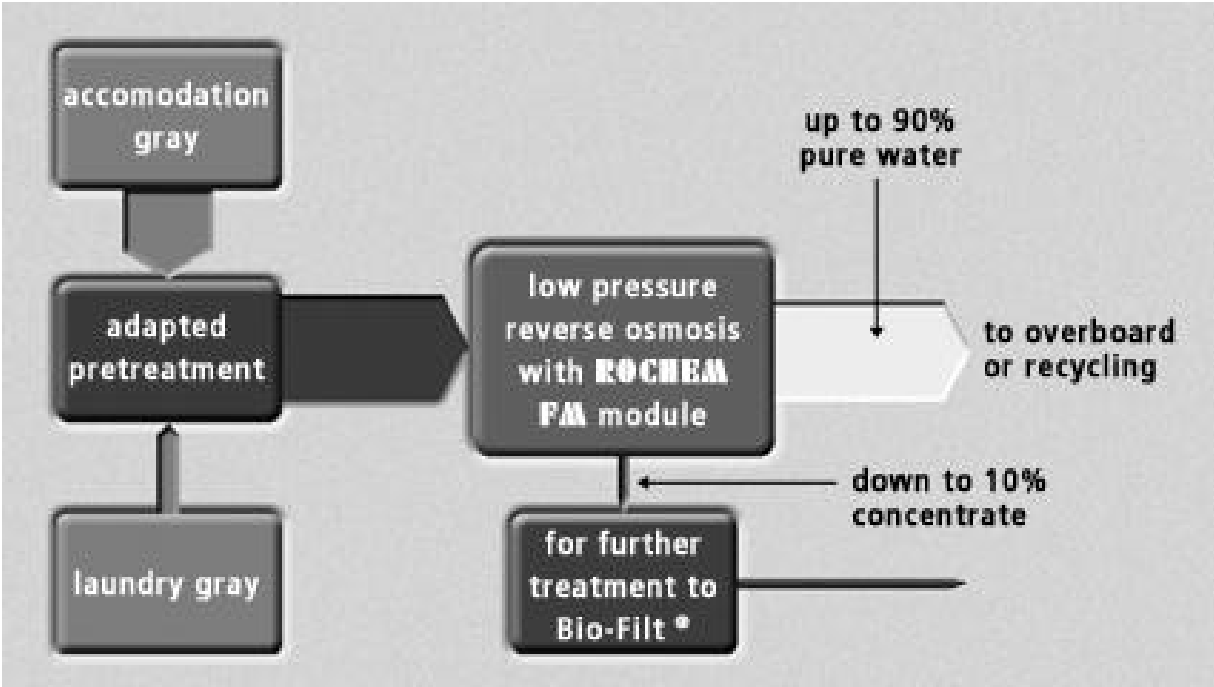 accomodation
gray
up to 90%
pure water
adapted
pretreatment
low pressure
reverse osmosis
with ROCHEM
FM module
to overboard
or recycling
down to 10%
concentrate
laundry gray
for further
treatment to
Bio-Filt ®